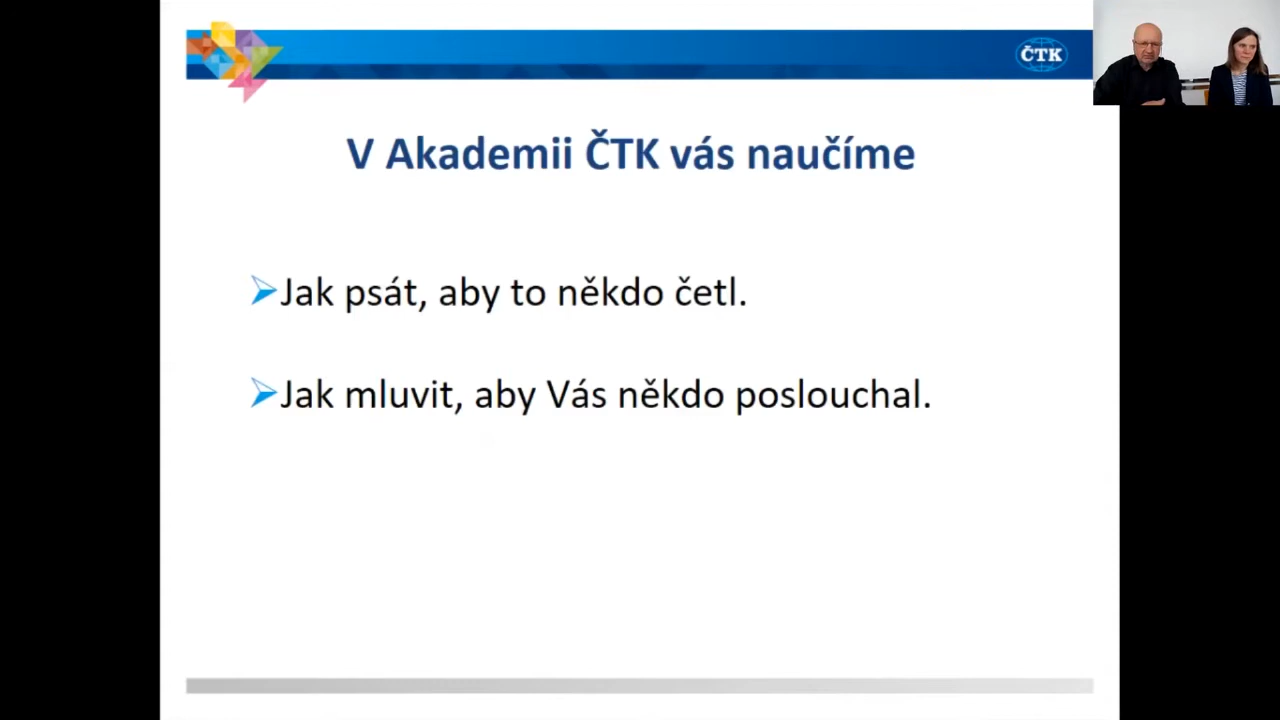 ČTK
V Akademii ČTK vás naučíme
Jak psát, aby to někdo četl.
Jak mluvit, aby Vás někdo poslouchal.